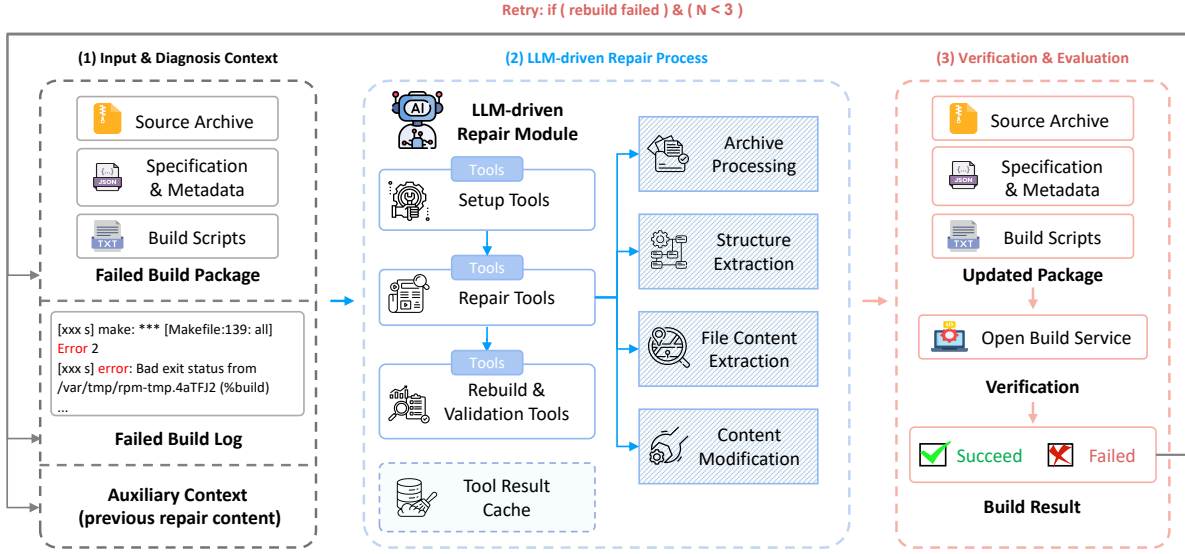 Retry: if ( rebuild failed ) & ( N < 3 )
(1) Input & Diagnosis Context
Source Archive
{...}
JSON
Specification
& Metadata
TXT
Build Scripts
Failed Build Package
[xxx s] make: *** [Makefile:139: all]
Error 2
[xxx s] error: Bad exit status from
/var/tmp/rpm-tmp.4aTFJ2 (%build)
...
Failed Build Log
Auxiliary Context
(previous repair content)
(2) LLM-driven Repair Process
AI
LLM-driven
Repair Module
Tools
Setup Tools
Tools
Repair Tools
Tools
Rebuild &
Validation Tools
Tool Result
Cache
Archive
Processing
Structure
Extraction
File Content
Extraction
Content
Modification
(3) Verification & Evaluation
Source Archive
{...}
JSON
Specification
& Metadata
TXT
Build Scripts
Updated Package
Open Build Service
Verification
Succeed
Failed
Build Result